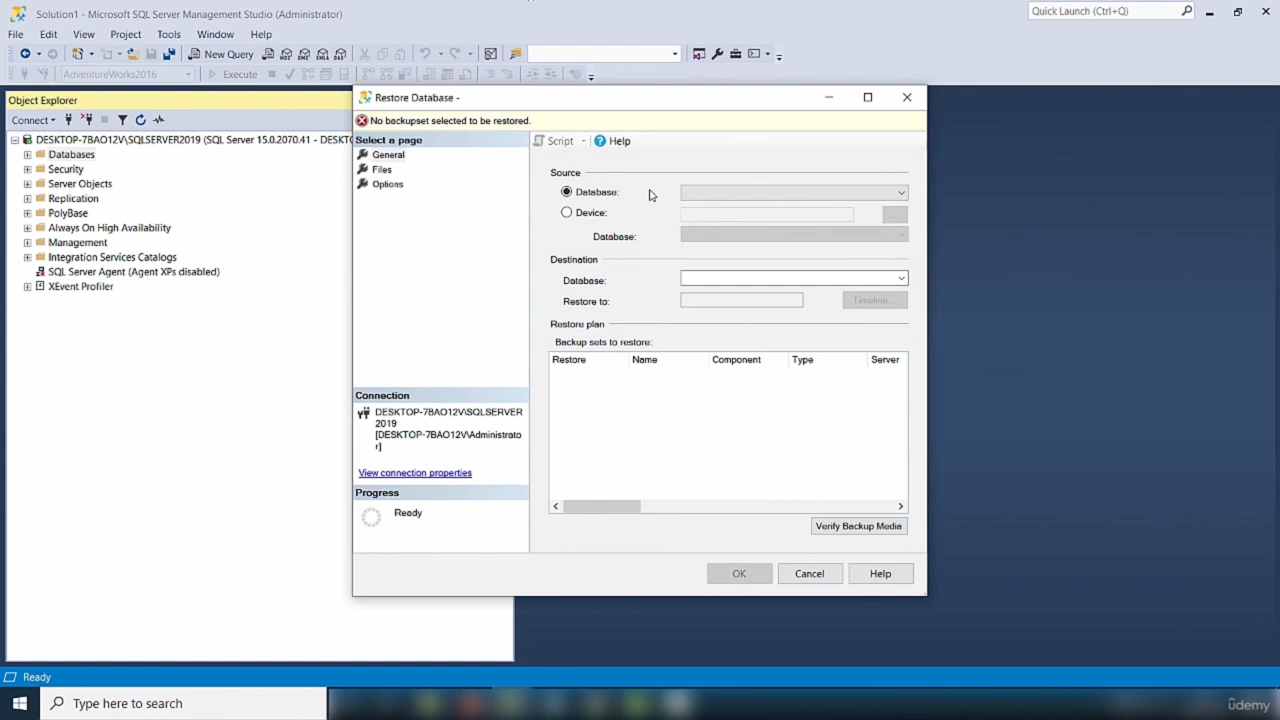 Solution1 - Microsoft SQL Server Management Studio (Administrator)
Quick Launch (Ctrl+Q)
File Edit View Project Tools Window Help
New Query
AdventureWorks2016
Execute
Object Explorer
Connect
DESKTOP-7BAO12V\SQLSERVER2019 (SQL Server 15.0.2070.41 - DESKTO
Databases
Security
Server Objects
Replication
PolyBase
Always On High Availability
Management
Integration Services Catalogs
SQL Server Agent (Agent XPs disabled)
XEvent Profiler
Restore Database -
No backupset selected to be restored.
Select a page
General
Files
Options
Connection
DESKTOP-7BAO12V\SQLSERVER
2019
[DESKTOP-7BAO12V\Administrato
r]
View connection properties
Progress
Ready
Script
Help
Source
Database:
Device:
...
Database:
Destination
Database:
Restore to:
Timeline...
Restore plan
Backup sets to restore:
Restore Name Component Type Server
Verify Backup Media
OK Cancel Help
Ready
Type here to search
ûdemy